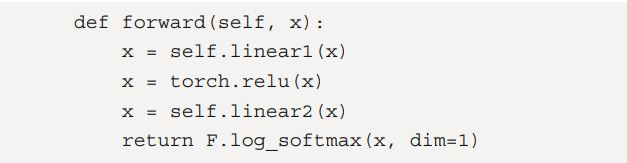 def forward(self, x):
    x = self.linear1(x)
    x = torch.relu(x)
    x = self.linear2(x)
    return F.log_softmax(x, dim=1)